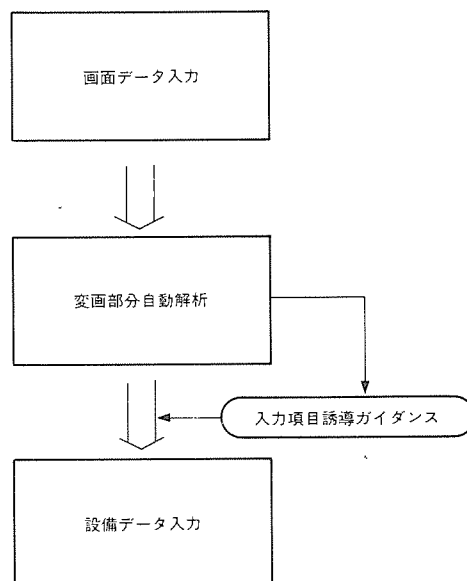 画面データ入力
変画部分自動解析
入力項目誘導ガイダンス
設備データ入力